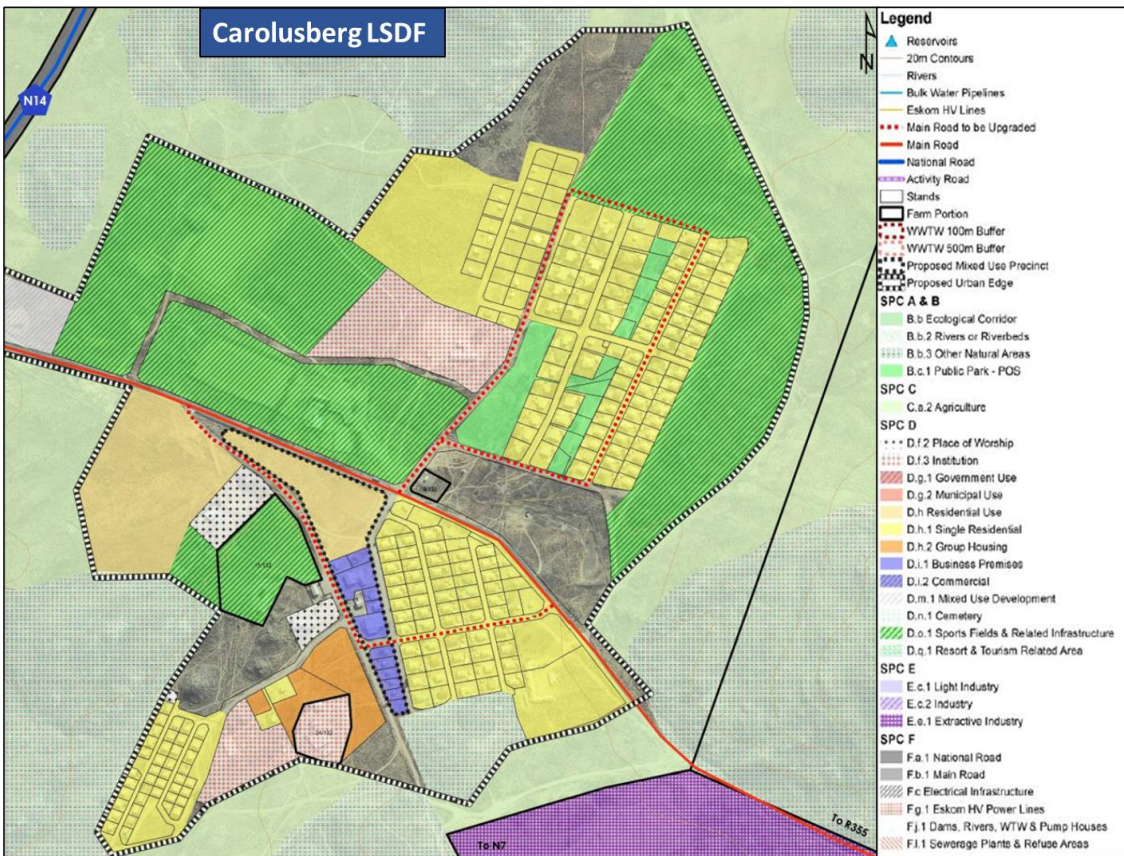 Carolusberg LSDF
N14
N
To N7
To R355
Legend
Reservoirs
20m Contours
Rivers
Bulk Water Pipelines
Eskom HV Lines
Main Road to be Upgraded
Main Road
National Road
Activity Road
Stands
Farm Portion
WWTW 100m Buffer
WWTW 500m Buffer
Proposed Mixed Use Precinct
Proposed Urban Edge
SPC A & B
B.b Ecological Corridor
B.b.2 Rivers or Riverbeds
B.b.3 Other Natural Areas
B.c.1 Public Park - POS
SPC C
C.a.2 Agriculture
SPC D
D.f.2 Place of Worship
D.f.3 Institution
D.g.1 Government Use
D.g.2 Municipal Use
D.h Residential Use
D.h.1 Single Residential
D.h.2 Group Housing
D.i.1 Business Premises
D.i.2 Commercial
D.m.1 Mixed Use Development
D.n.1 Cemetery
D.o.1 Sports Fields & Related Infrastructure
D.q.1 Resort & Tourism Related Area
SPC E
E.c.1 Light Industry
E.c.2 Industry
E.e.1 Extractive Industry
SPC F
F.a.1 National Road
F.b.1 Main Road
F.c Electrical Infrastructure
F.g.1 Eskom HV Power Lines
F.j.1 Dams, Rivers, WTW & Pump Houses
F.l.1 Sewerage Plants & Refuse Areas